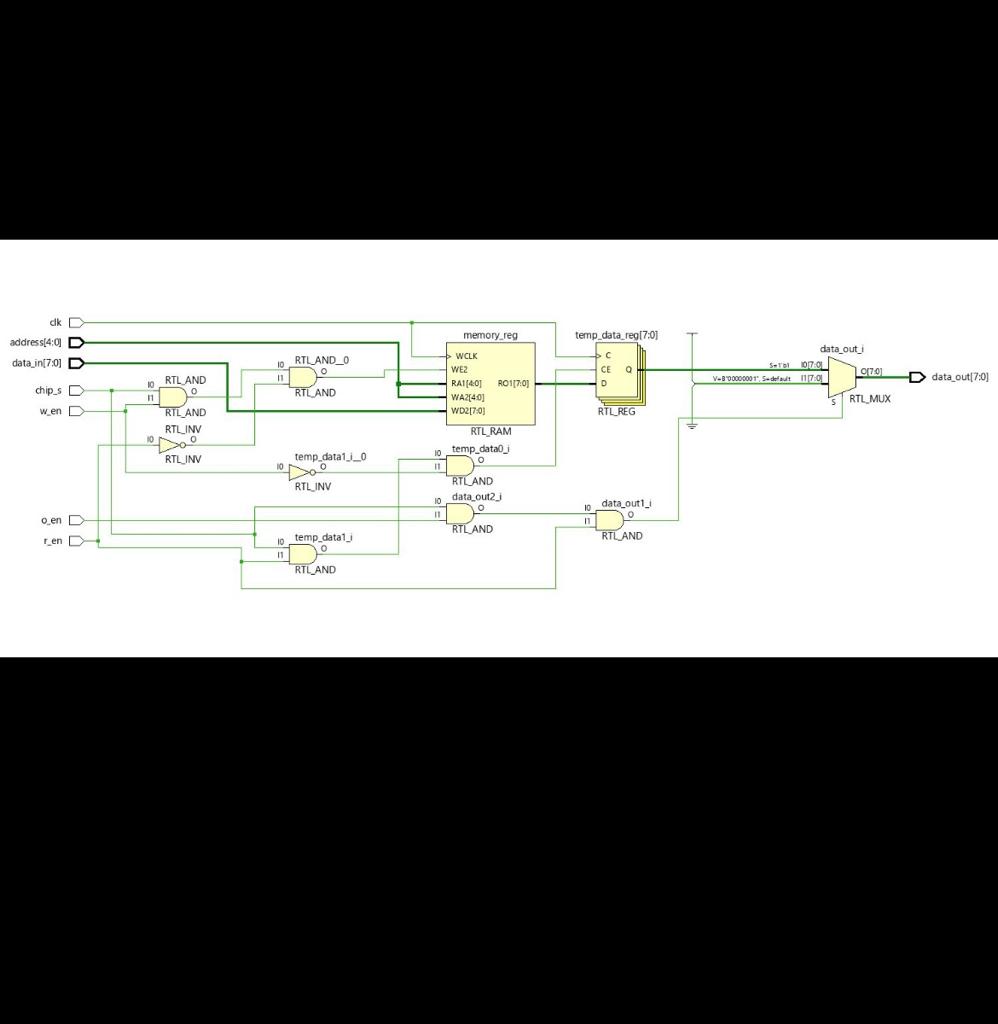 clk
address[4:0]
data_in[7:0]
chip_s
w_en
o_en
r_en
I0
I1
RTL_AND
O
RTL_AND
RTL_INV
I0
O
RTL_INV
RTL_AND__0
I0
I1
O
RTL_AND
temp_data1_i__0
I0
O
RTL_INV
temp_data1_i
I0
I1
O
RTL_AND
memory_reg
WCLK
WE2
RA1[4:0]
WA2[4:0]
WD2[7:0]
RO1[7:0]
RTL_RAM
temp_data0_i
I0
I1
O
RTL_AND
data_out2_i
I0
I1
O
RTL_AND
temp_data_reg[7:0]
C
CE
D
Q
RTL_REG
data_out1_i
I0
I1
O
RTL_AND
data_out_i
S=1'b1
I0[7:0]
V=B"00000001", S=default
I1[7:0]
S
O[7:0]
RTL_MUX
data_out[7:0]